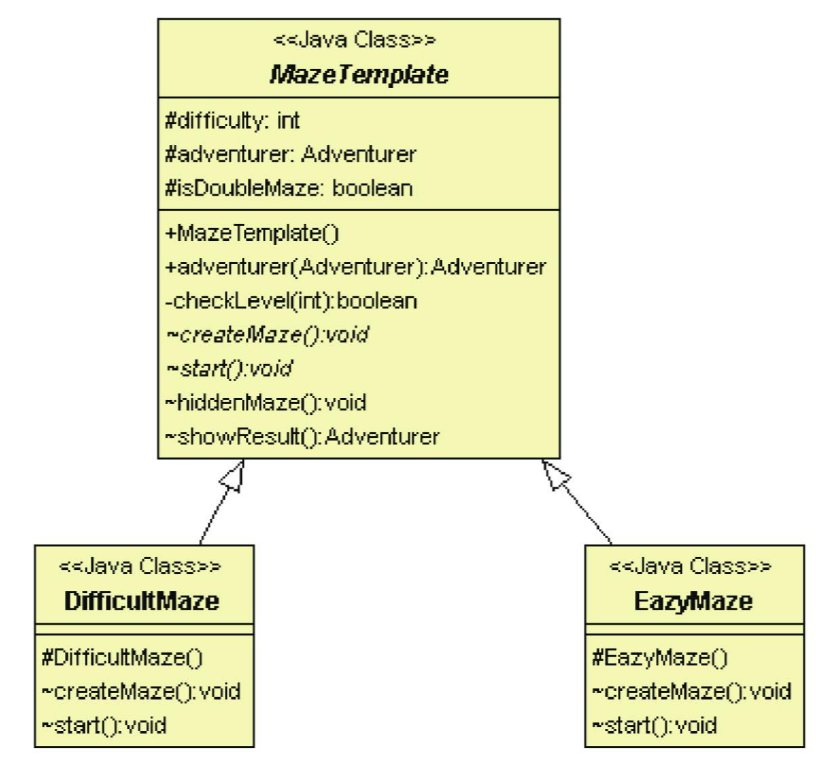 <<Java Class>>
MazeTemplate
#difficulty: int
#adventurer: Adventurer
#isDoubleMaze: boolean
+MazeTemplate()
+adventurer(Adventurer):Adventurer
-checkLevel(int):boolean
~createMaze():void
~start():void
~hiddenMaze():void
~showResult():Adventurer
<<Java Class>>
DifficultMaze
#DifficultMaze()
~createMaze():void
~start():void
<<Java Class>>
EazyMaze
#EazyMaze()
~createMaze():void
~start():void